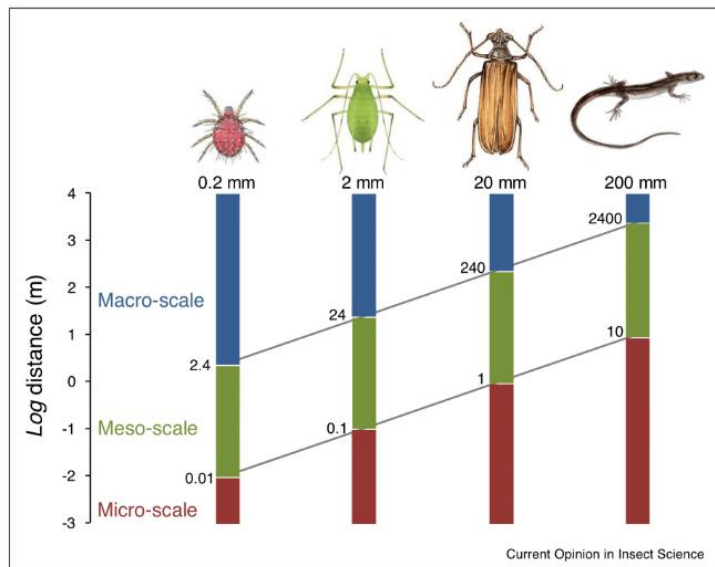 0.2 mm 2 mm 20 mm 200 mm
4
3
2
1
0
-1
-2
-3
Log distance (m)
Macro-scale
Meso-scale
Micro-scale
2.4
0.01
24
0.1
240
1
2400
10
Current Opinion in Insect Science